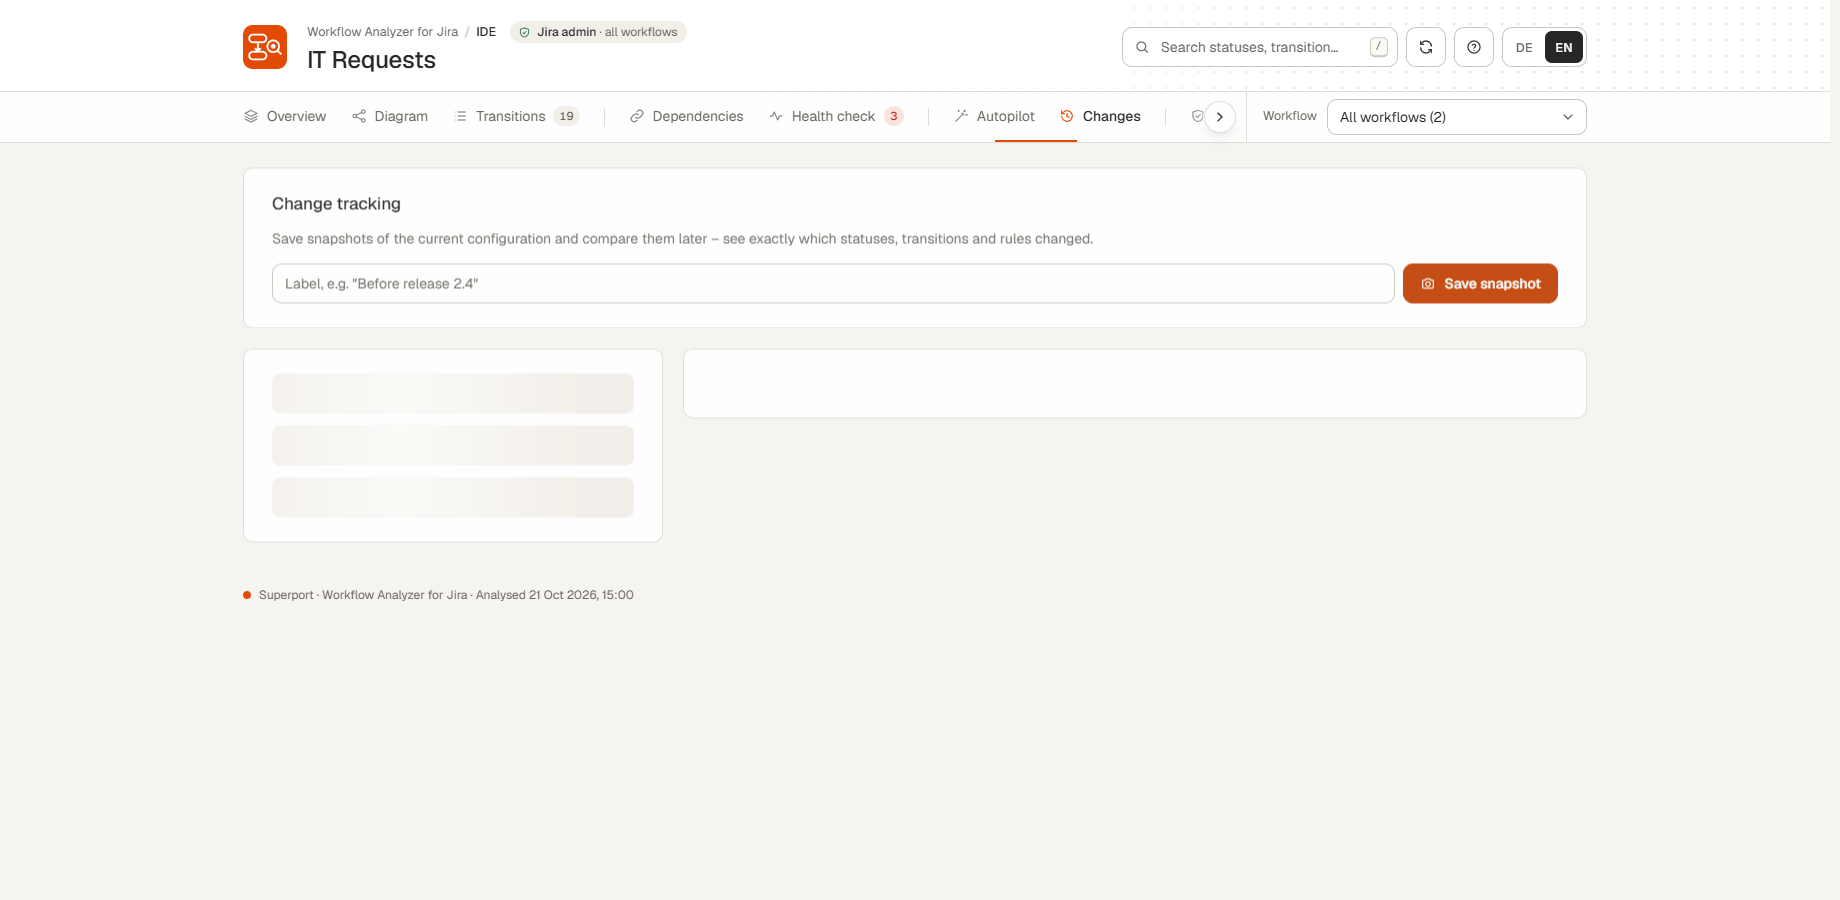 Workflow Analyzer for Jira / IDE
Jira admin · all workflows
IT Requests
Search statuses, transition...
/
DE
EN
Overview
Diagram
Transitions 19
Dependencies
Health check 3
Autopilot
Changes
Workflow
All workflows (2)
Change tracking
Save snapshots of the current configuration and compare them later – see exactly which statuses, transitions and rules changed.
Label, e.g. "Before release 2.4"
Save snapshot
Superport · Workflow Analyzer for Jira · Analysed 21 Oct 2026, 15:00